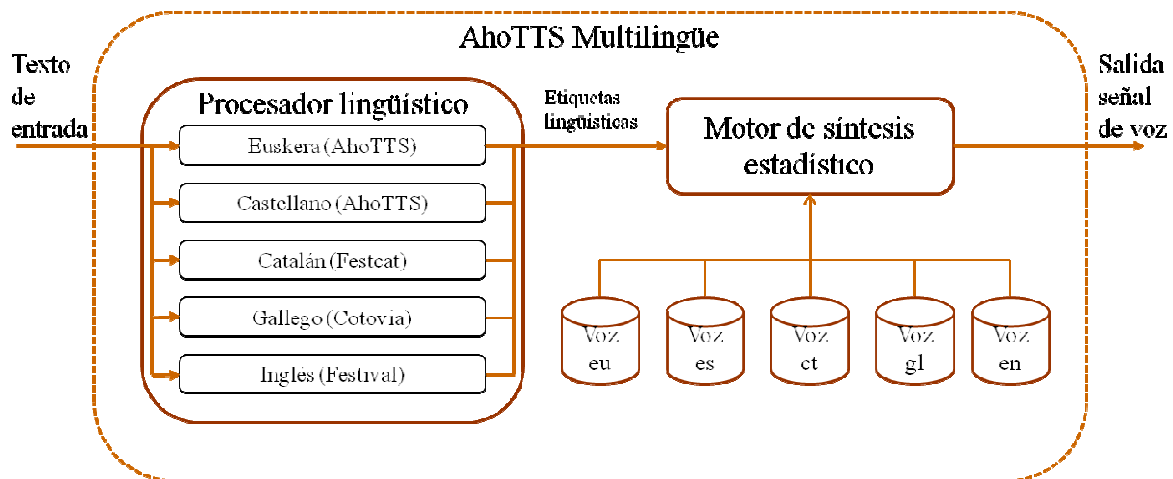 AhoTTS Multilingüe
Texto
de
entrada
Procesador lingüístico
Euskera (AhoTTS)
Castellano (AhoTTS)
Catalán (Festcat)
Gallego (Cotovia)
Inglés (Festival)
Etiquetas
lingüísticas
Motor de síntesis
estadístico
Salida
señal
de voz
Voz
eu
Voz
es
Voz
ct
Voz
gl
Voz
en